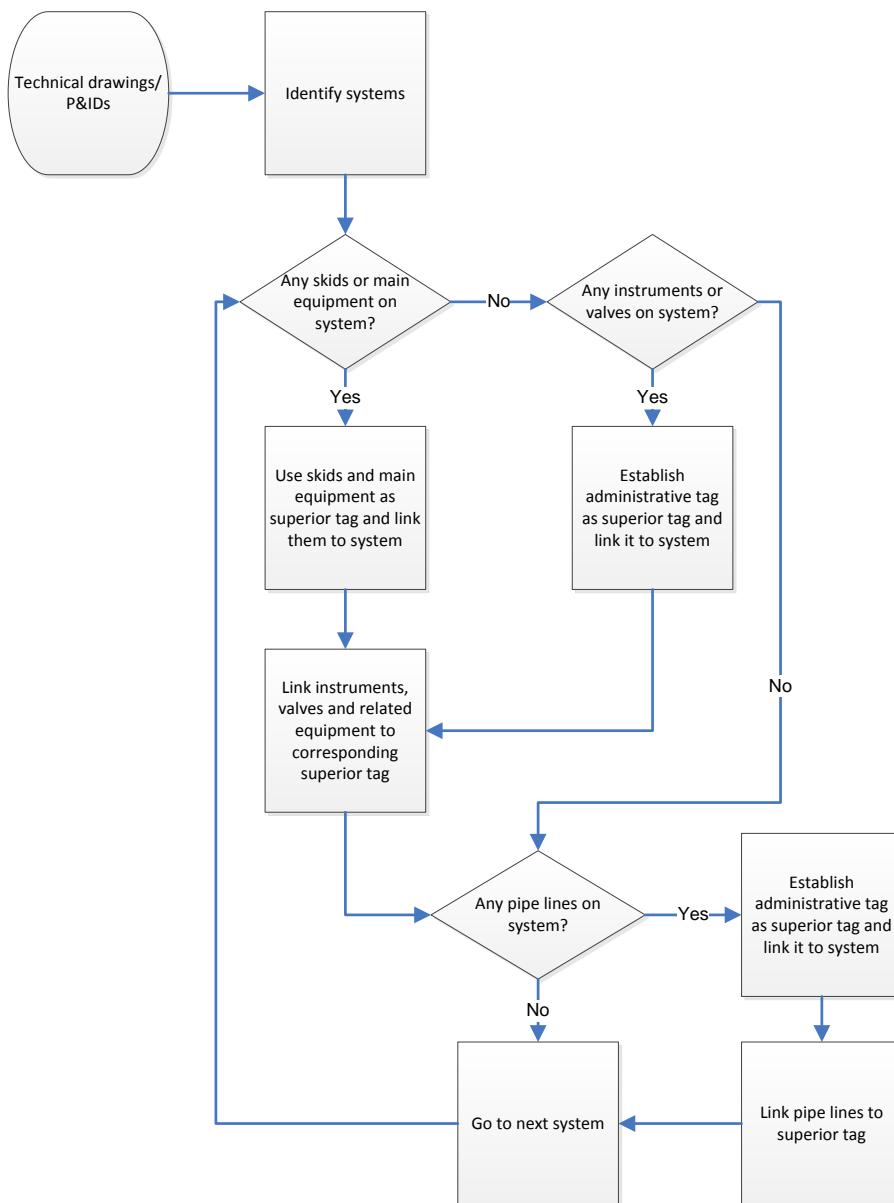 Technical drawings/
P&IDs
Identify systems
Any skids or main
equipment on
system?
No
Any instruments or
valves on system?
Yes
Yes
Use skids and main
equipment as
superior tag and link
them to system
Establish
administrative tag
as superior tag and
link it to system
Link instruments,
valves and related
equipment to
corresponding
superior tag
No
Any pipe lines on
system?
Yes
Establish
administrative tag
as superior tag and
link it to system
No
Go to next system
Link pipe lines to
superior tag